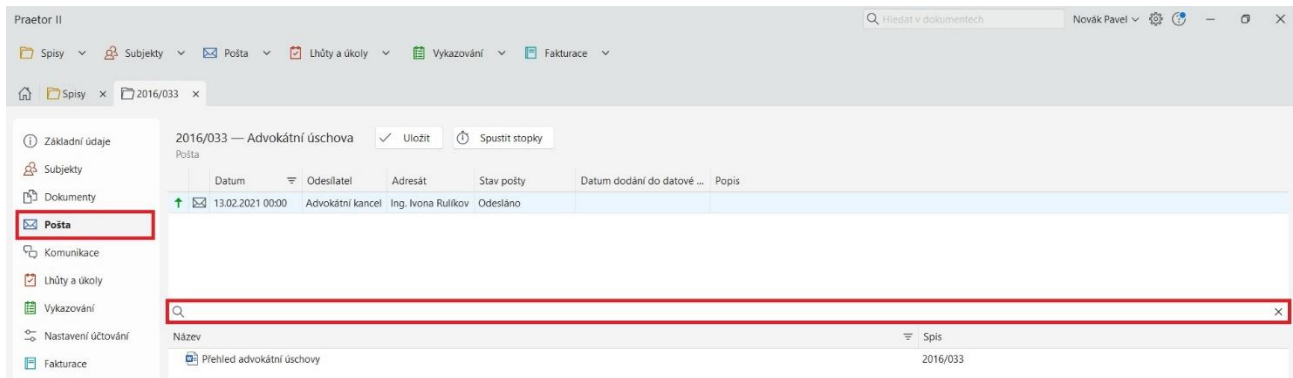 Praetor II
Hledat v dokumentech
Novák Pavel
Spisy Subjekty Pošta Lhůty a úkoly Vykazování Fakturace
Spisy 2016/033
Základní údaje
Subjekty
Dokumenty
Pošta
Komunikace
Lhůty a úkoly
Vykazování
Nastavení účtování
Fakturace
2016/033 — Advokátní úschova Uložit Spustit stopky
Pošta
Datum Odesílatel Adresát Stav pošty Datum dodání do datové ... Popis
13.02.2021 00:00 Advokátní kancel Ing. Ivona Rulíkov Odesláno
Název Spis
Přehled advokátní úschovy 2016/033